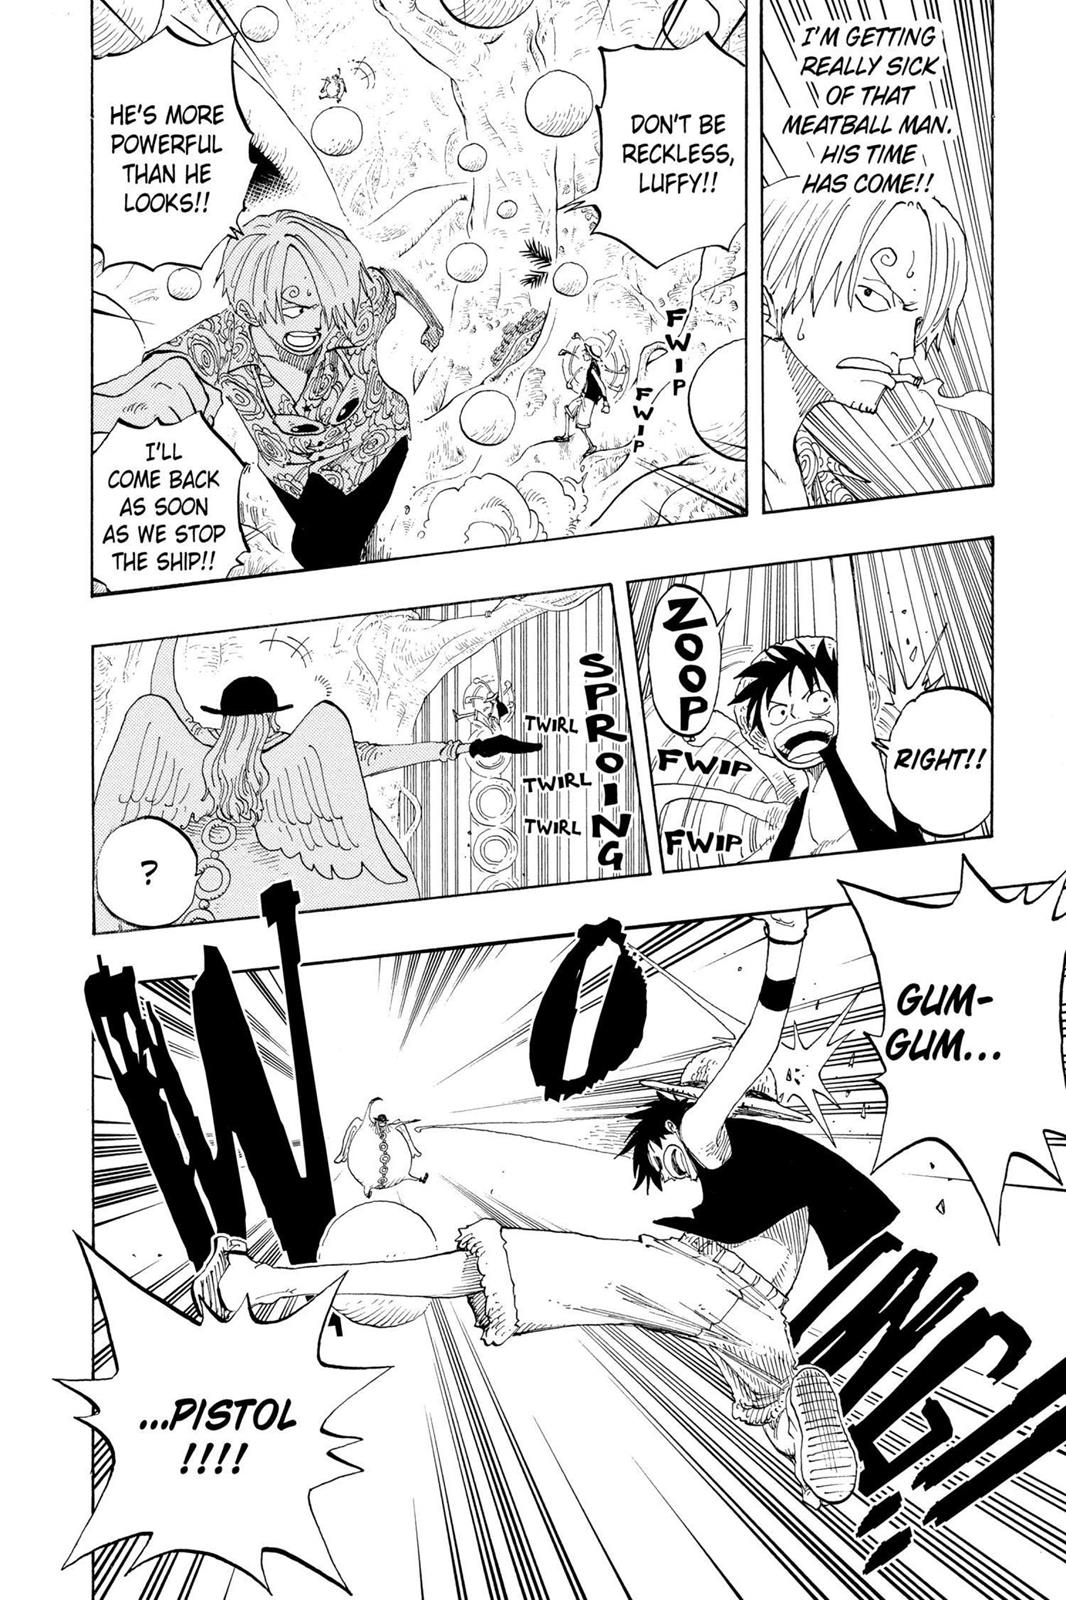 I'M GETTING
REALLY SICK
OF THAT
MEATBALL MAN.
HIS TIME
HAS COME!!
DON'T BE
RECKLESS,
LUFFY!!
HE'S MORE
POWERFUL
THAN HE
LOOKS!!
FWIP
FWIP
I'LL
COME BACK
AS SOON
AS WE STOP
THE SHIP!!
ZOOP
RIGHT!!
FWIP
FWIP
SPROING
TWIRL
TWIRL
TWIRL
?
GUM-
GUM...
...PISTOL
!!!!